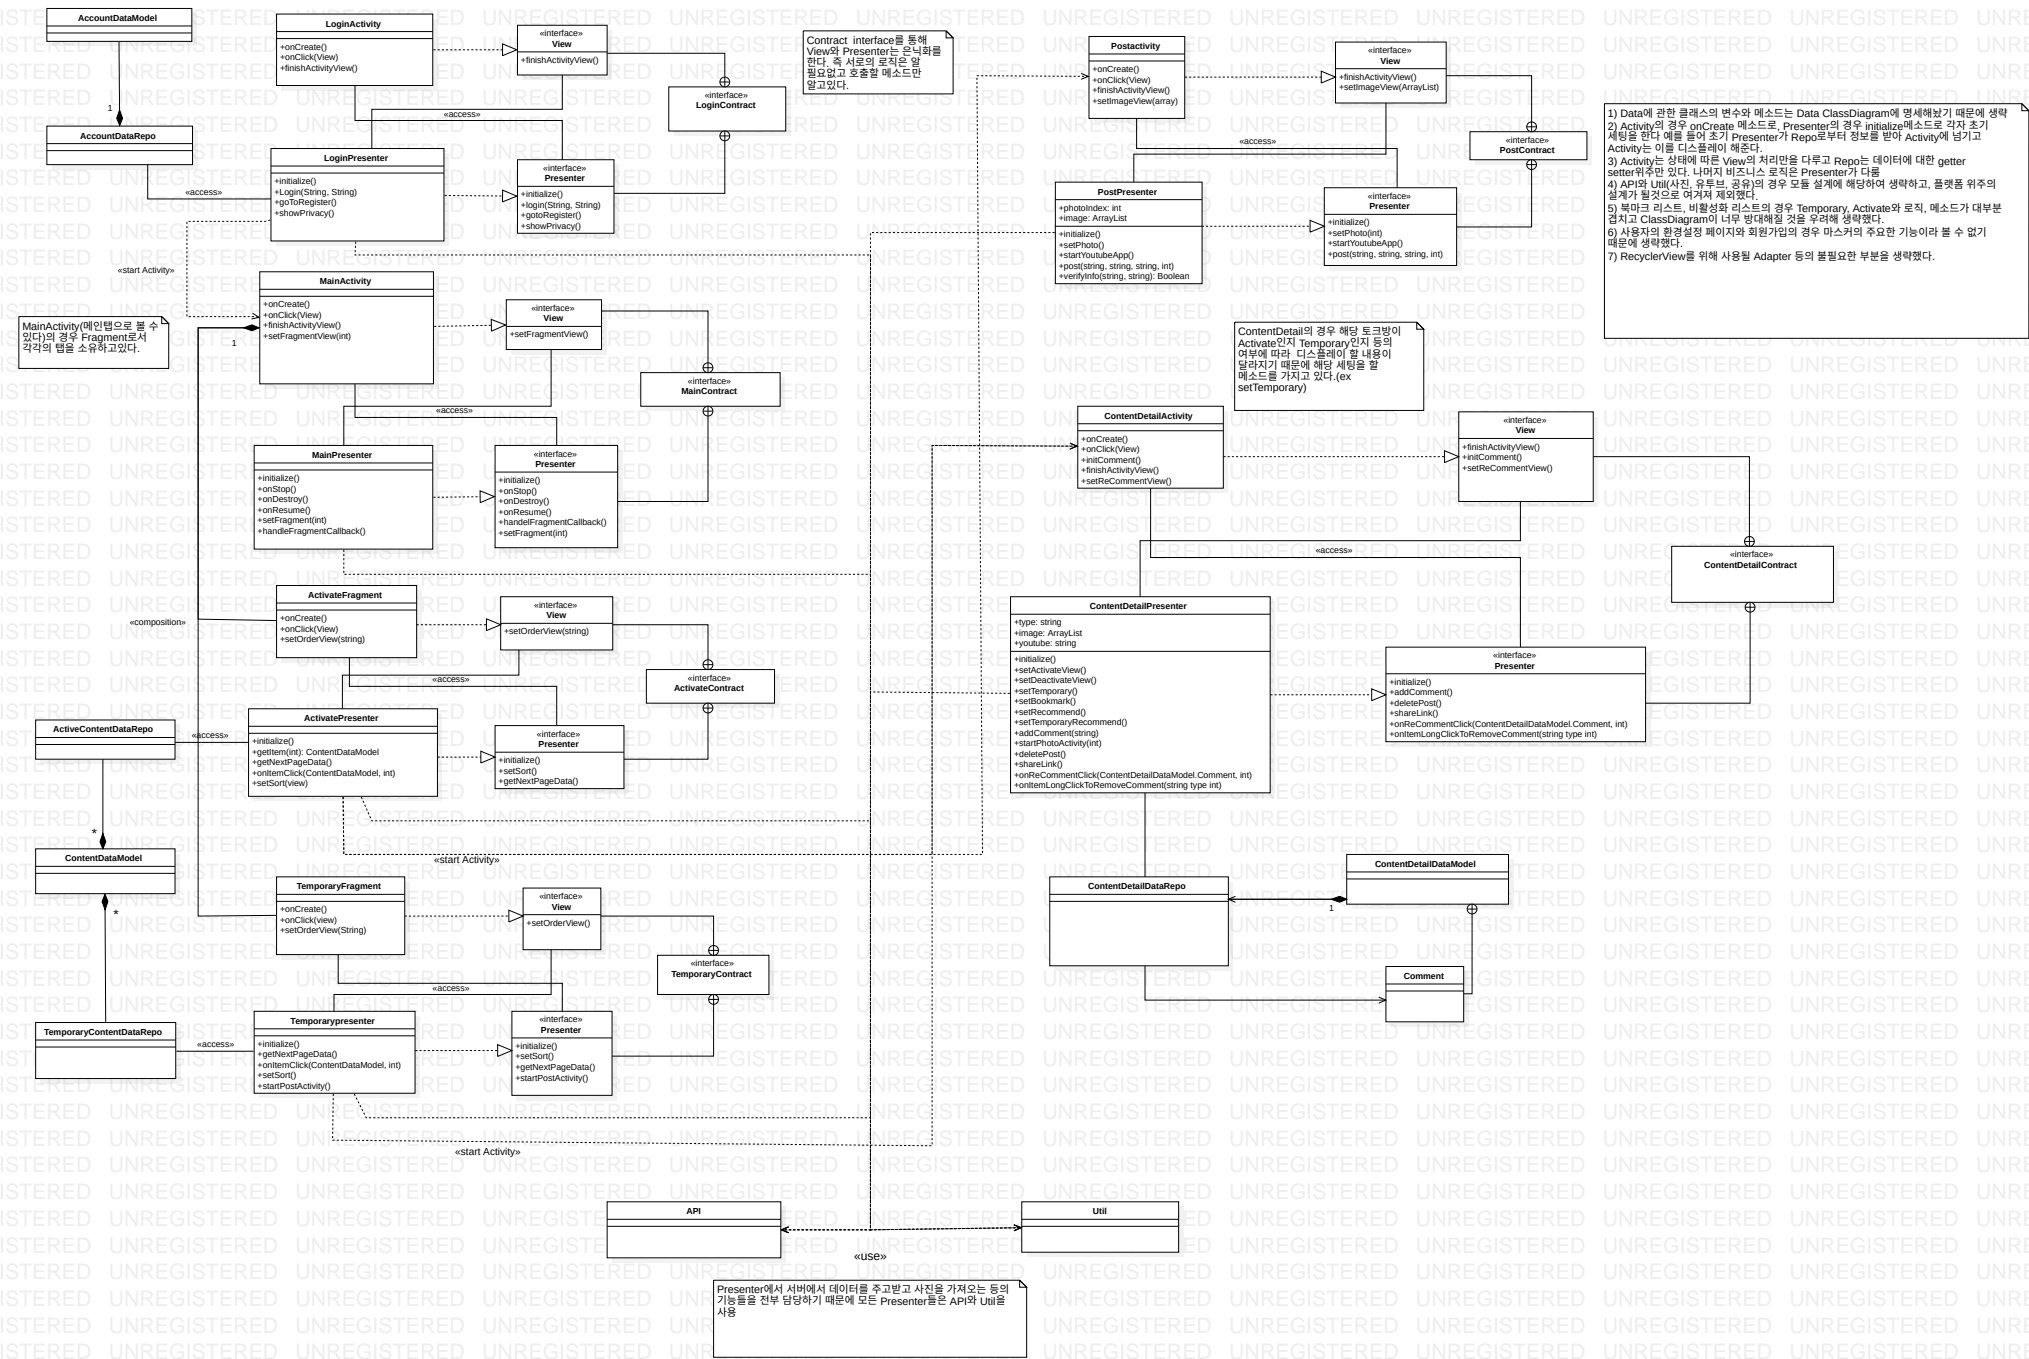 AccountDataModel
1
AccountDataRepo
«access»
LoginActivity
+onCreate()
+onClick(View)
+finishActivityView()
«interface»
View
+finishActivityView()
«interface»
LoginContract
«access»
LoginPresenter
+initialize()
+Login(String, String)
+goToRegister()
+showPrivacy()
«interface»
Presenter
+initialize()
+login(String, String)
+gotoRegister()
+showPrivacy()
Contract interface를 통해
View와 Presenter는 은닉화를
한다. 즉 서로의 로직은 알
필요없고 호출할 메소드만
알고있다.
«start Activity»
MainActivity(메인탭으로 볼 수
있다)의 경우 Fragment로서
각각의 탭을 소유하고있다.
MainActivity
+onCreate()
+onClick(View)
+finishActivityView()
+setFragmentView(int)
1
«interface»
View
+setFragmentView()
«interface»
MainContract
«access»
MainPresenter
+initialize()
+onStop()
+onDestroy()
+onResume()
+setFragment(int)
+handleFragmentCallback()
«interface»
Presenter
+initialize()
+onStop()
+onDestroy()
+onResume()
+handelFragmentCallback()
+setFragment(int)
«composition»
ActivateFragment
+onCreate()
+onClick(View)
+setOrderView(string)
«interface»
View
+setOrderView(string)
«interface»
ActivateContract
«access»
ActiveContentDataRepo
«access»
ActivatePresenter
+initialize()
+getItem(int): ContentDataModel
+getNextPageData()
+onItemClick(ContentDataModel, int)
+setSort(view)
«interface»
Presenter
+initialize()
+setSort()
+getNextPageData()
*
ContentDataModel
*
«start Activity»
TemporaryFragment
+onCreate()
+onClick(view)
+setOrderView(String)
«interface»
View
+setOrderView()
«interface»
TemporaryContract
«access»
TemporaryContentDataRepo
«access»
Temporarypresenter
+initialize()
+getNextPageData()
+onItemClick(ContentDataModel, int)
+setSort()
+startPostActivity()
«interface»
Presenter
+initialize()
+setSort()
+getNextPageData()
+startPostActivity()
«start Activity»
API
Util
«use»
Presenter에서 서버에서 데이터를 주고받고 사진을 가져오는 등의
기능들을 전부 담당하기 때문에 모든 Presenter들은 API와 Util을
사용
Postactivity
+onCreate()
+onClick(View)
+finishActivityView()
+setImageView(array)
«interface»
View
+finishActivityView()
+setImageView(ArrayList)
«interface»
PostContract
«access»
PostPresenter
+photoIndex: int
+image: ArrayList
+initialize()
+setPhoto()
+startYoutubeApp()
+post(string, string, string, int)
+verifyInfo(string, string): Boolean
«interface»
Presenter
+initialize()
+setPhoto(int)
+startYoutubeApp()
+post(string, string, string, int)
1) Data에 관한 클래스의 변수와 메소드는 Data ClassDiagram에 명세해놨기 때문에 생략
2) Activity의 경우 onCreate 메소드로, Presenter의 경우 initialize메소드로 각자 초기
세팅을 한다 예를 들어 초기 Presenter가 Repo로부터 정보를 받아 Activity에 넘기고
Activity는 이를 디스플레이 해준다.
3) Activity는 상태에 따른 View의 처리만을 다루고 Repo는 데이터에 대한 getter
setter위주만 있다. 나머지 비즈니스 로직은 Presenter가 다룸
4) API와 Util(사진, 유투브, 공유)의 경우 모듈 설계에 해당하여 생략하고, 플랫폼 위주의
설계가 될것으로 여겨져 제외했다.
5) 북마크 리스트, 비활성화 리스트의 경우 Temporary, Activate와 로직, 메소드가 대부분
겹치고 ClassDiagram이 너무 방대해질 것을 우려해 생략했다.
6) 사용자의 환경설정 페이지와 회원가입의 경우 마스커의 주요한 기능이라 볼 수 없기
때문에 생략했다.
7) RecyclerView를 위해 사용될 Adapter 등의 불필요한 부분을 생략했다.
ContentDetail의 경우 해당 토크방이
Activate인지 Temporary인지 등의
여부에 따라 디스플레이 할 내용이
달라지기 때문에 해당 세팅을 할
메소드를 가지고 있다.(ex
setTemporary)
ContentDetailActivity
+onCreate()
+onClick(View)
+initComment()
+finishActivityView()
+setReCommentView()
«interface»
View
+finishActivityView()
+initComment()
+setReCommentView()
«interface»
ContentDetailContract
«access»
ContentDetailPresenter
+type: string
+image: ArrayList
+youtube: string
+initialize()
+setActivateView()
+setDeactivateView()
+setTemporary()
+setBookmark()
+setRecommend()
+setTemporaryRecommend()
+addComment(string)
+startPhotoActivity(int)
+deletePost()
+shareLink()
+onReCommentClick(ContentDetailDataModel.Comment, int)
+onItemLongClickToRemoveComment(string type int)
«interface»
Presenter
+initialize()
+addComment()
+deletePost()
+shareLink()
+onReCommentClick(ContentDetailDataModel.Comment, int)
+onItemLongClickToRemoveComment(string type int)
ContentDetailDataRepo
1
ContentDetailDataModel
Comment
UNREGISTERED